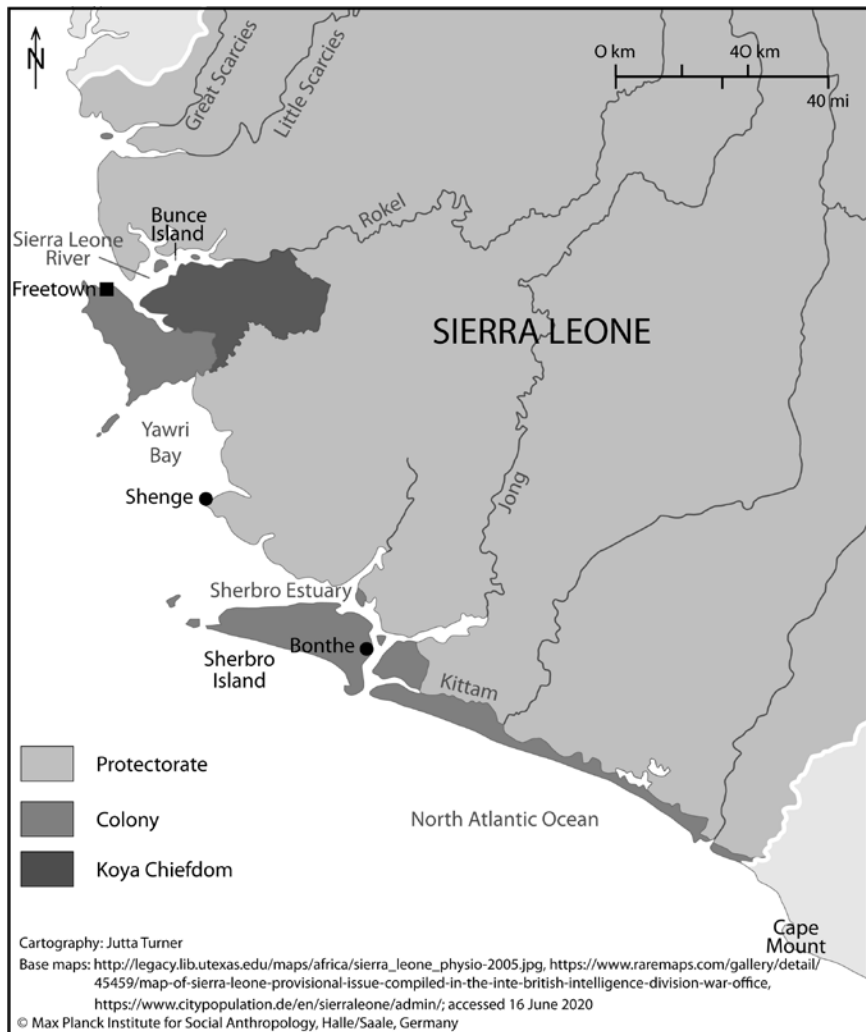 N
Great Scarcies
Little Scarcies
O km
4O km
40 mi
Bunce
Island
Rokel
Sierra Leone
River
Freetown
SIERRA LEONE
Yawri
Bay
Shenge
Jong
Sherbro Estuary
Bonthe
Sherbro
Island
Kittam
Protectorate
Colony
North Atlantic Ocean
Koya Chiefdom
Cape
Mount
Cartography: Jutta Turner
Base maps: http://legacy.lib.utexas.edu/maps/africa/sierra_leone_physio-2005.jpg, https://www.raremaps.com/gallery/detail/
45459/map-of-sierra-leone-provisional-issue-compiled-in-the-inte-british-intelligence-division-war-office,
https://www.citypopulation.de/en/sierraleone/admin/; accessed 16 June 2020
© Max Planck Institute for Social Anthropology, Halle/Saale, Germany